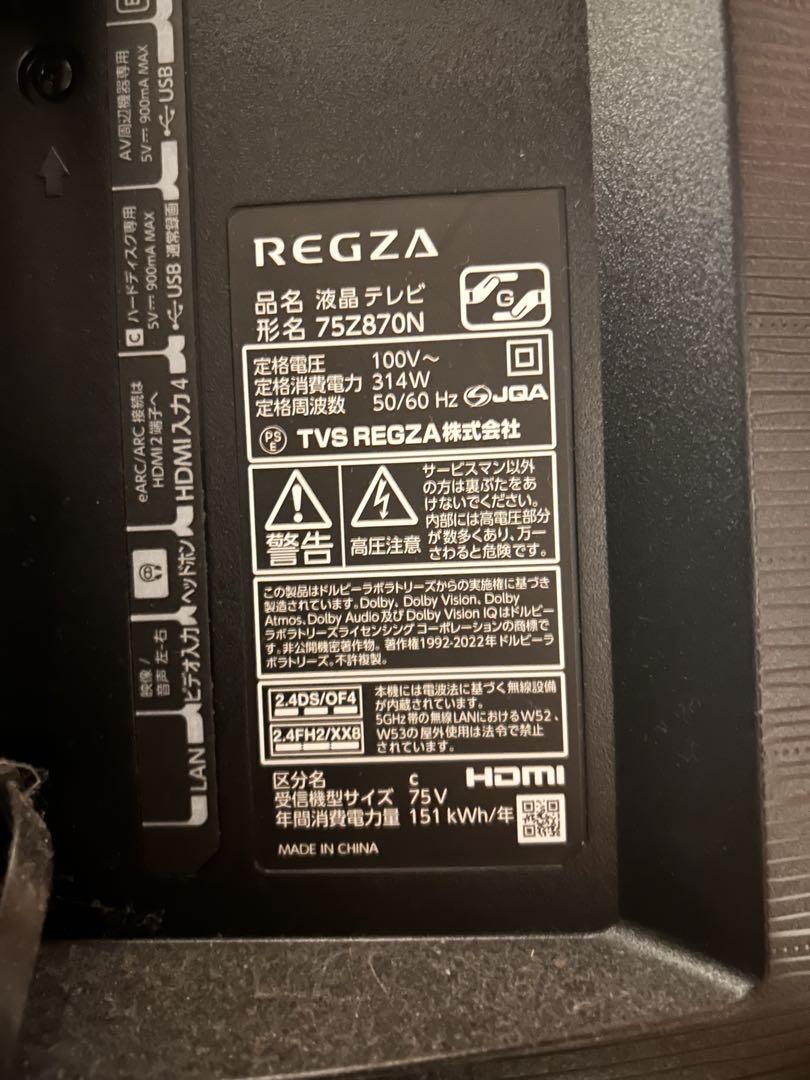 REGZA
品名 液晶テレビ
形名 75Z870N
G
定格電圧 100V～
定格消費電力 314W
定格周波数 50/60 Hz
JQA
PSE
TVS REGZA株式会社
警告
高圧注意
サービスマン以外
の方は裏ぶたをあ
けないでください。
内部には高電圧部分
が数多くあり、万一
さわると危険です。
この製品はドルビーラボラトリーズからの実施権に基づき
製造されています。Dolby、Dolby Vision、Dolby
Atmos、Dolby Audio及びDolby Vision IQはドルビー
ラボラトリーズライセンシング コーポレーションの商標で
す。非公開機密著作物。著作権1992-2022年ドルビーラ
ボラトリーズ。不許複製。
2.4DS/OF4
2.4FH2/XX8
本機には電波法に基づく無線設備
が内蔵されています。
5GHz 帯の無線LANにおけるW52、
W53の屋外使用は法令で禁止
されています。
区分名 c
HDMI
受信機型サイズ 75V
年間消費電力量 151 kWh/年
MADE IN CHINA
AV周辺機器専用
5V⎓ 900mA MAX
USB
C ハードディスク専用
5V⎓ 900mA MAX
USB 通常録画
eARC/ARC 接続は
HDMI 2 端子へ
HDMI 入力 4
ヘッドホン
映像 /
音声 左-右
ビデオ入力
LAN